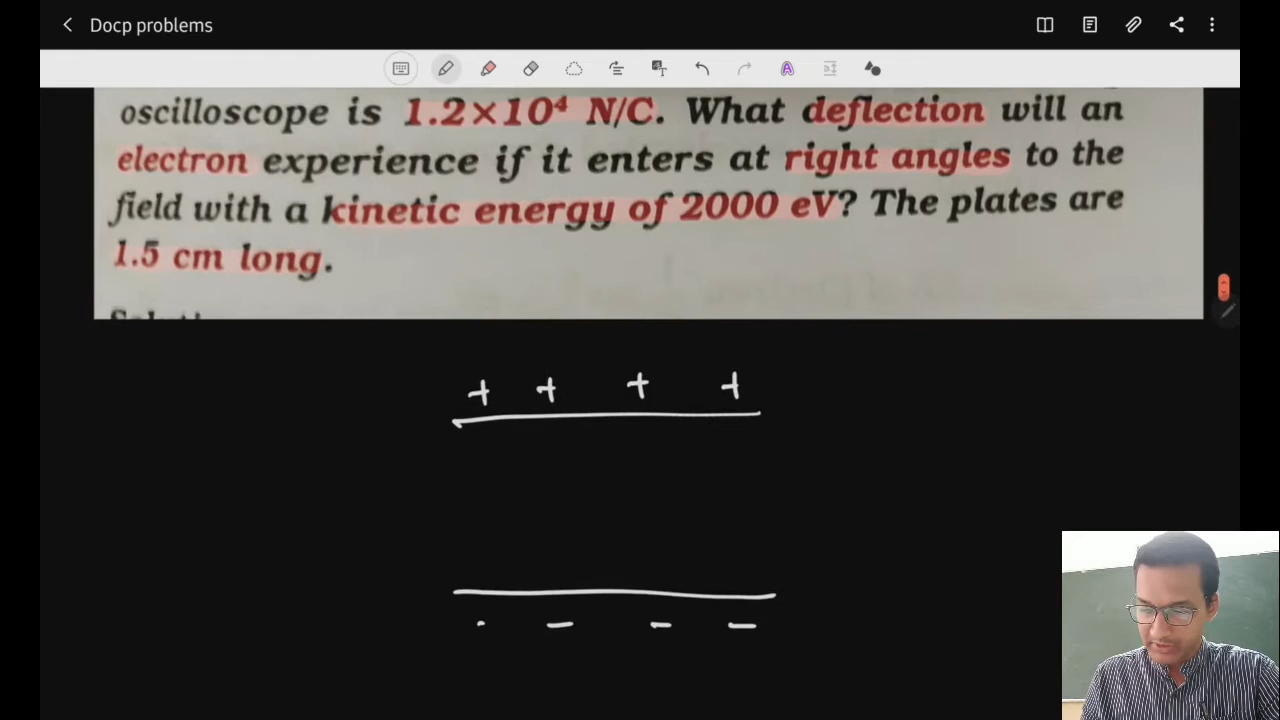 Docp problems
oscilloscope is 1.2×10⁴ N/C. What deflection will an
electron experience if it enters at right angles to the
field with a kinetic energy of 2000 eV? The plates are
1.5 cm long.
+ + + +
- - - -